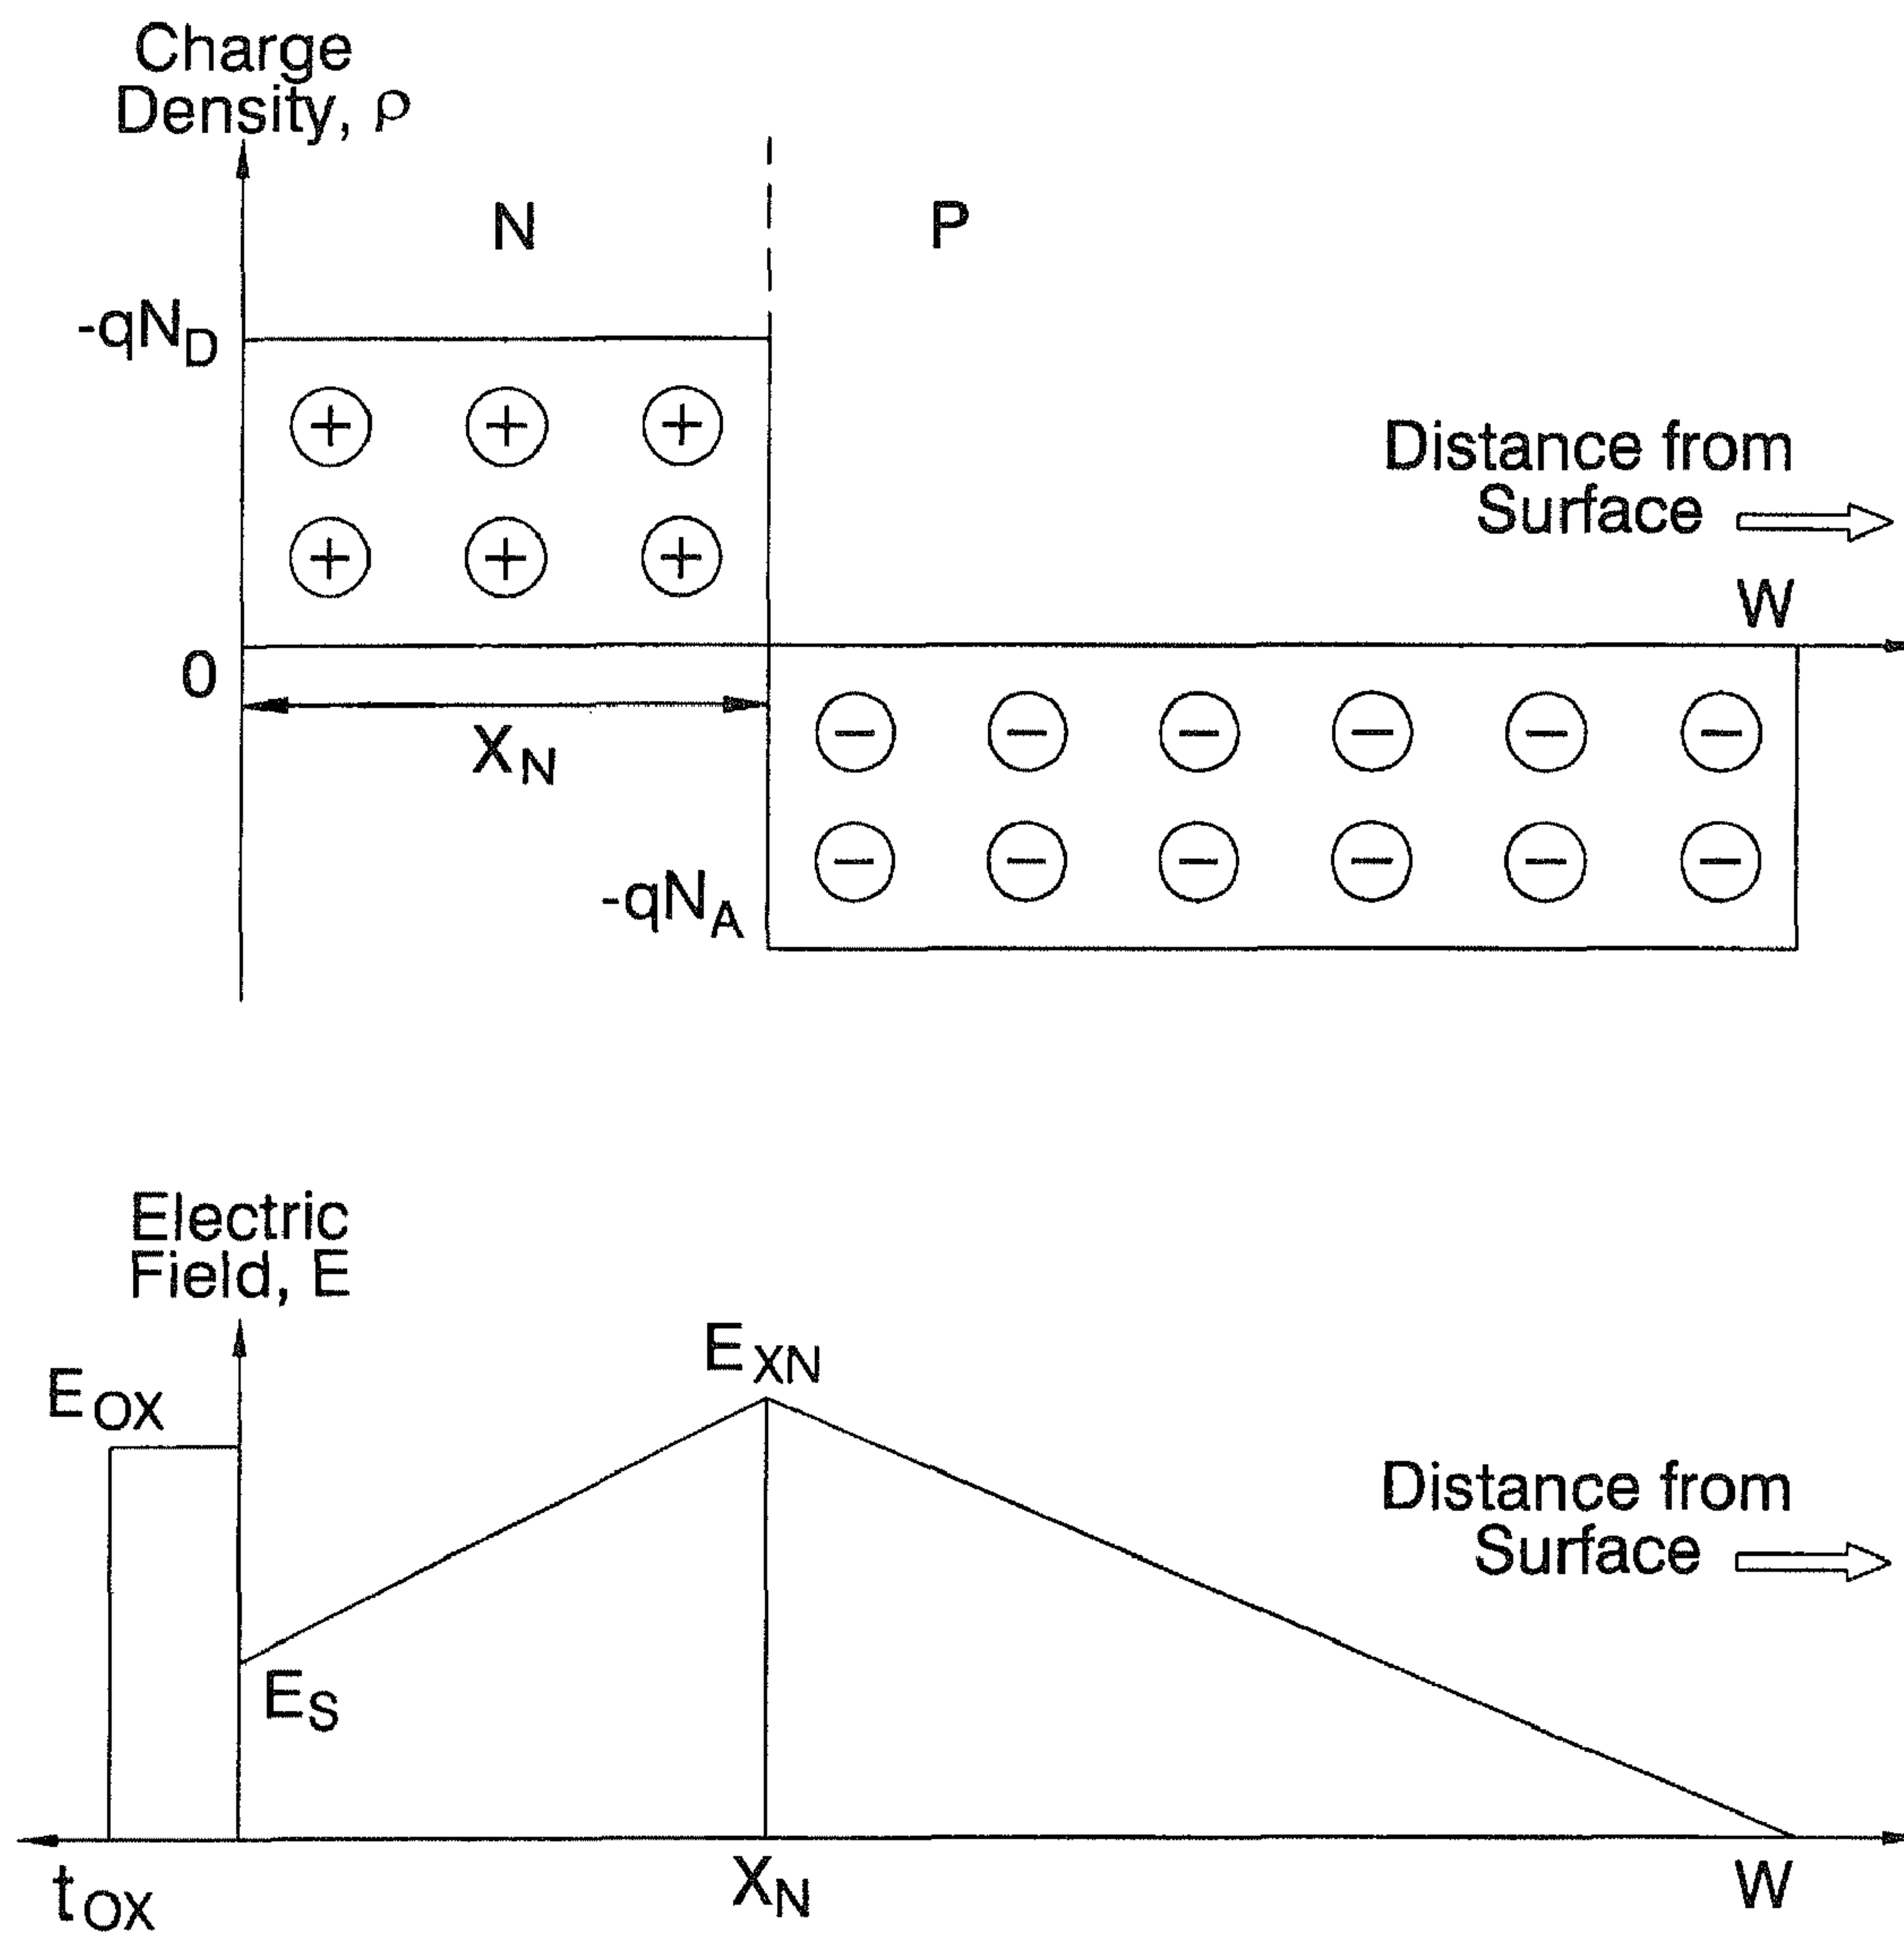 Charge
Density, ρ
N
P
-qN_D
+ + +
+ + +
Distance from
Surface
W
0
X_N
- - - - - -
- - - - - -
-qN_A
Electric
Field, E
E_XN
E_OX
Distance from
Surface
E_S
t_OX
X_N
W